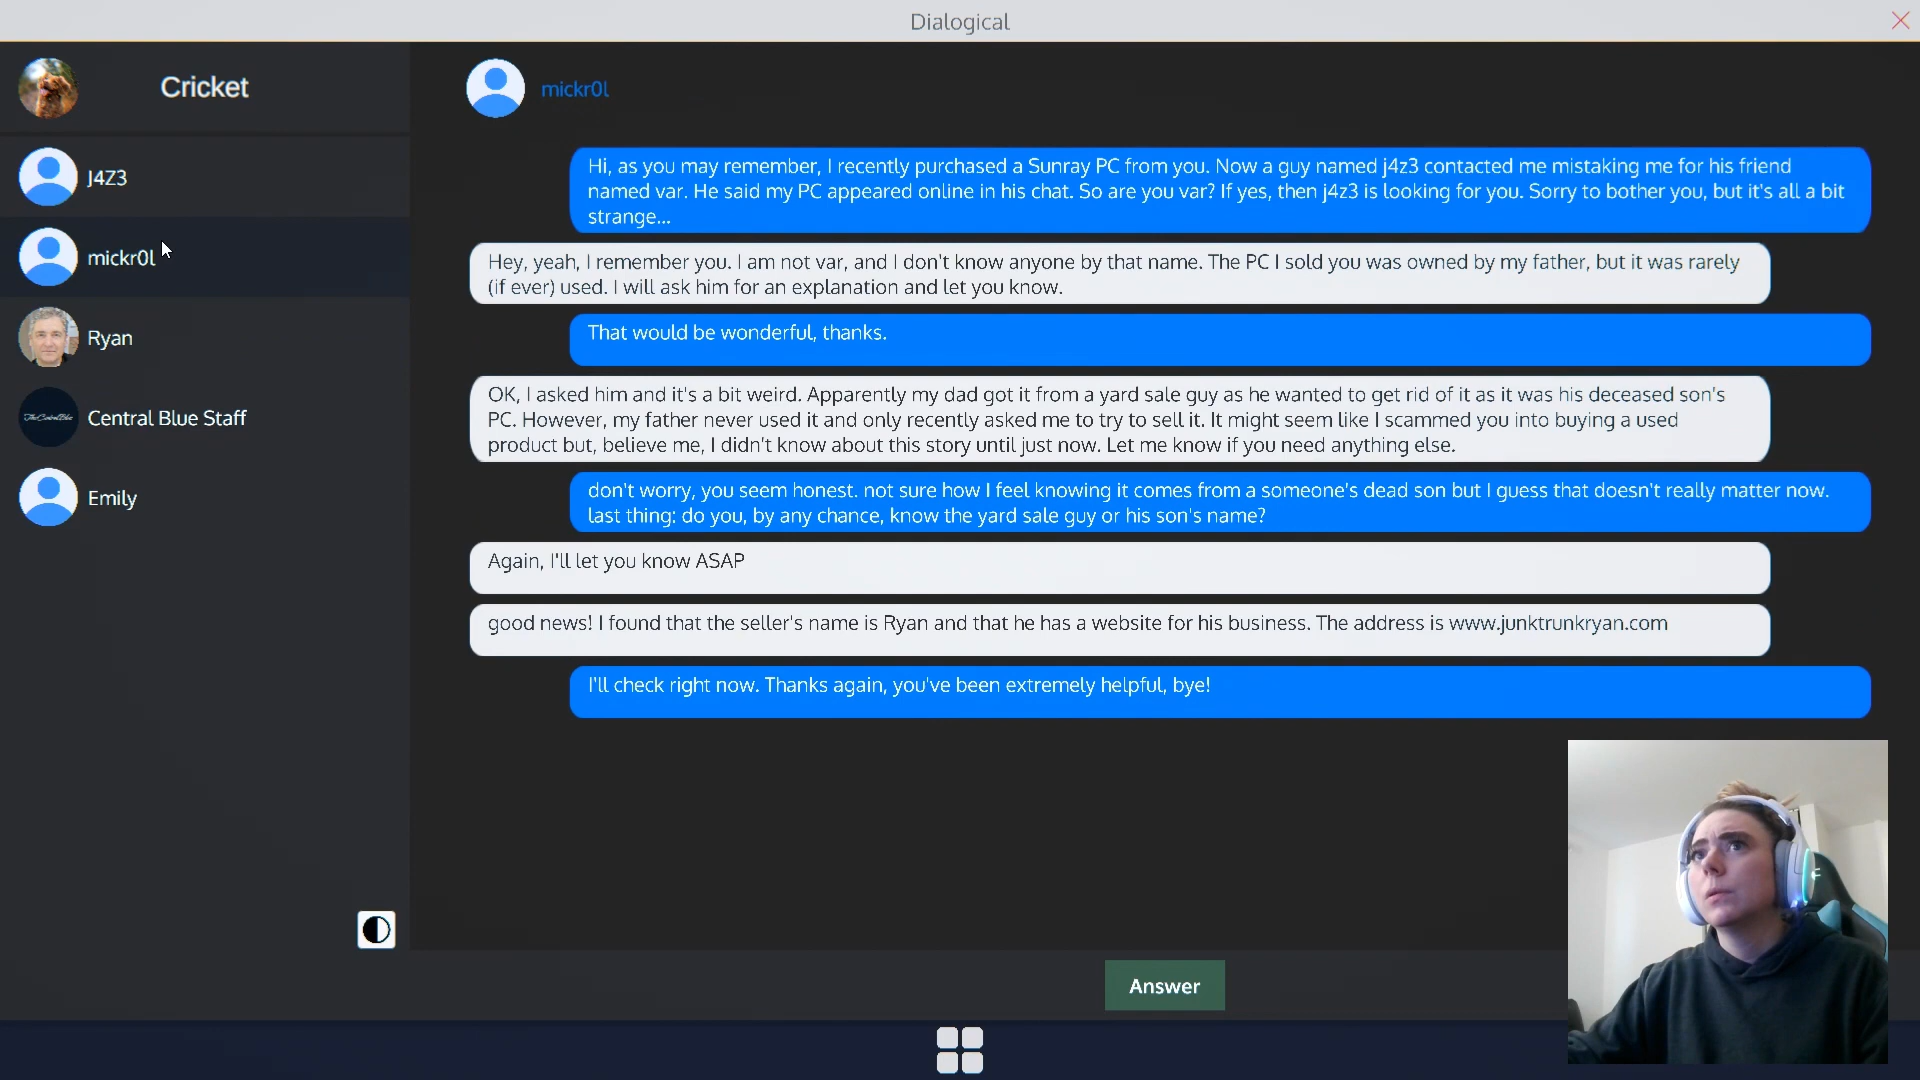 Dialogical
Cricket
J4Z3
mickr0l
Ryan
Central Blue Staff
Emily
mickr0l
Hi, as you may remember, I recently purchased a Sunray PC from you. Now a guy named j4z3 contacted me mistaking me for his friend
named var. He said my PC appeared online in his chat. So are you var? If yes, then j4z3 is looking for you. Sorry to bother you, but it's all a bit
strange...
Hey, yeah, I remember you. I am not var, and I don't know anyone by that name. The PC I sold you was owned by my father, but it was rarely
(if ever) used. I will ask him for an explanation and let you know.
That would be wonderful, thanks.
OK, I asked him and it's a bit weird. Apparently my dad got it from a yard sale guy as he wanted to get rid of it as it was his deceased son's
PC. However, my father never used it and only recently asked me to try to sell it. It might seem like I scammed you into buying a used
product but, believe me, I didn't know about this story until just now. Let me know if you need anything else.
don't worry, you seem honest. not sure how I feel knowing it comes from a someone's dead son but I guess that doesn't really matter now.
last thing: do you, by any chance, know the yard sale guy or his son's name?
Again, I'll let you know ASAP
good news! I found that the seller's name is Ryan and that he has a website for his business. The address is www.junktrunkryan.com
I'll check right now. Thanks again, you've been extremely helpful, bye!
Answer